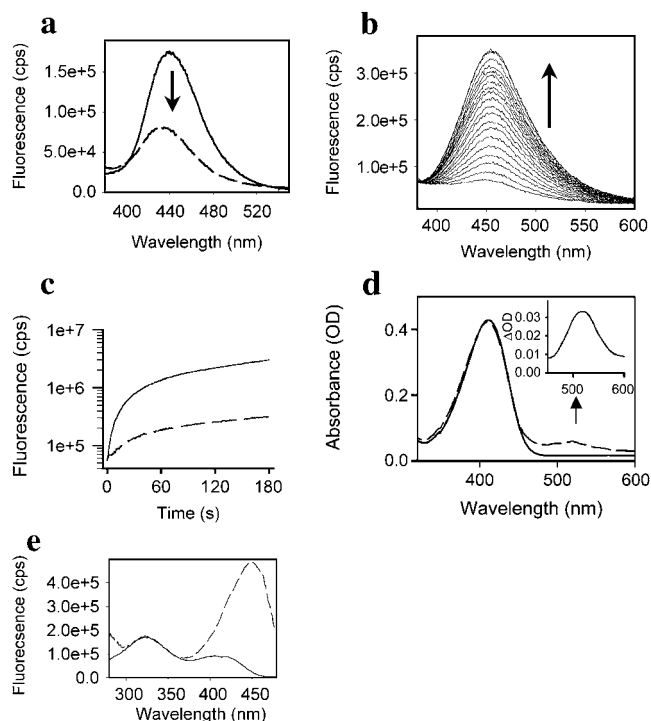 a
Fluorescence (cps)
1.5e+5
1.0e+5
5.0e+4
0.0
400 440 480 520
Wavelength (nm)
b
Fluorescence (cps)
3.0e+5
2.0e+5
1.0e+5
400 450 500 550 600
Wavelength (nm)
c
Fluorescence (cps)
1e+7
1e+6
1e+5
0 60 120 180
Time (s)
d
Absorbance (OD)
0.4
0.2
0.0
400 500 600
Wavelength (nm)
ΔOD
0.03
0.02
0.01
0.00
500 600
e
Fluorecsence (cps)
4.0e+5
3.0e+5
2.0e+5
1.0e+5
0.0
300 350 400 450
Wavelength (nm)